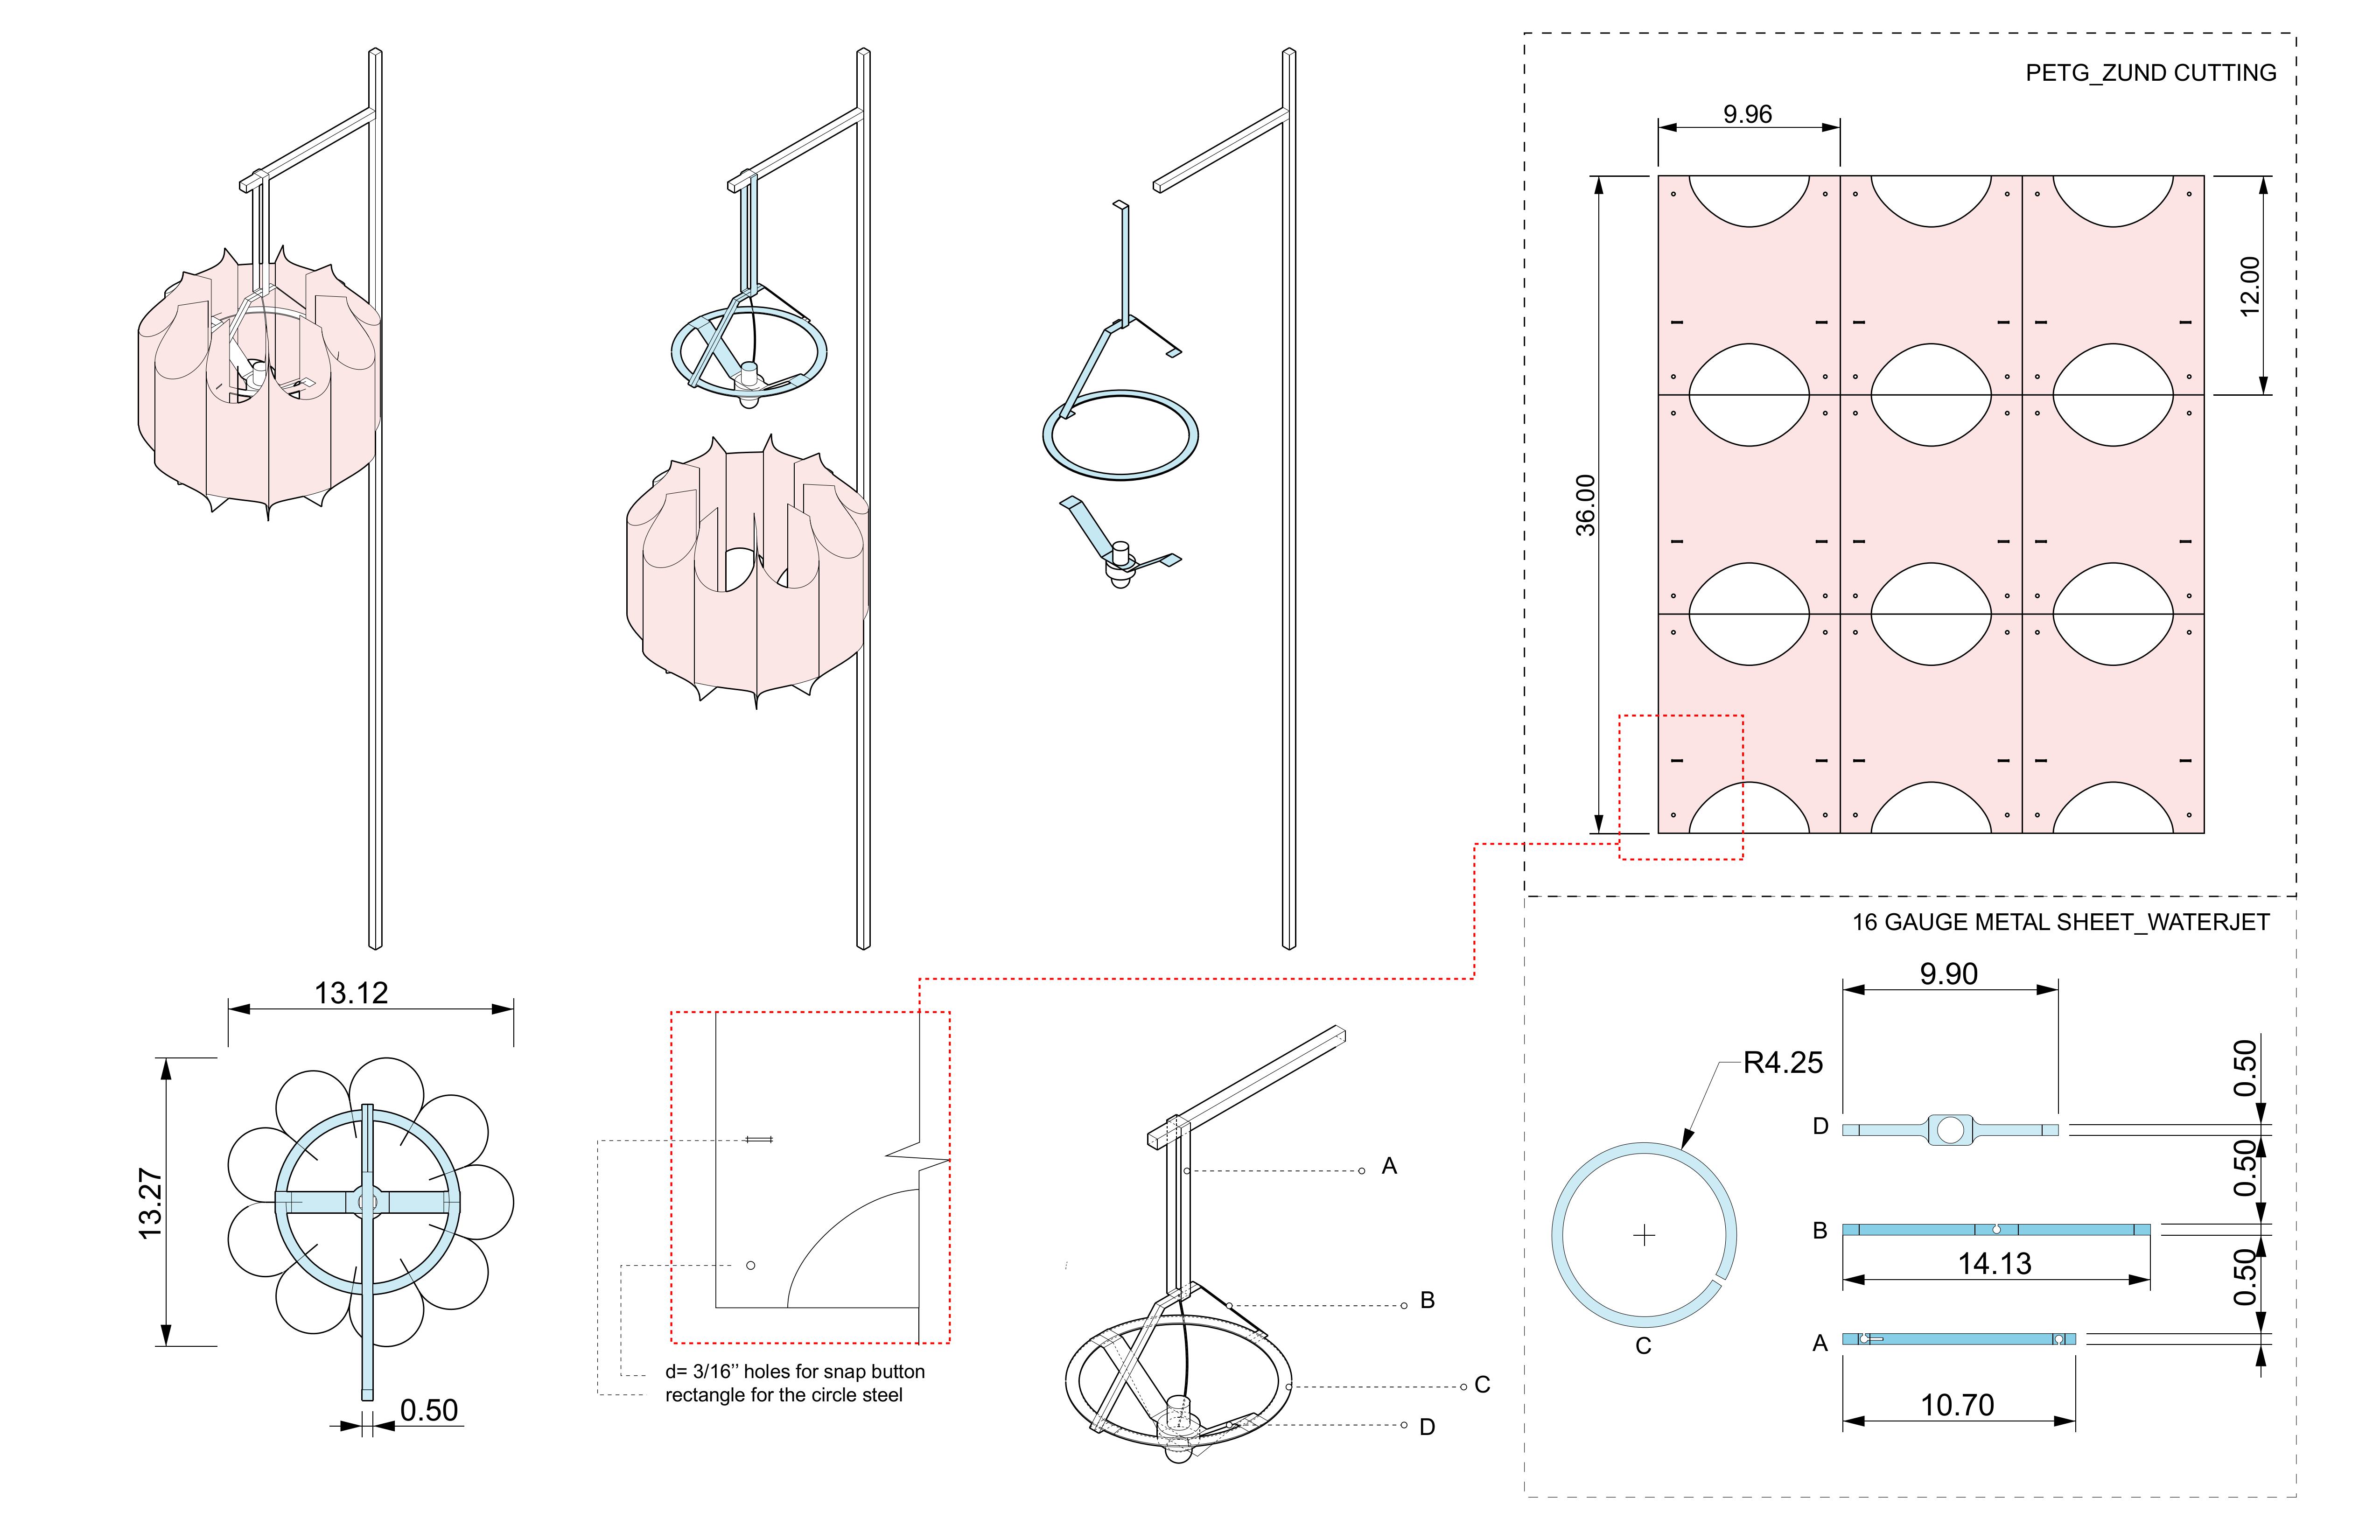 PETG_ZUND CUTTING
9.96
36.00
12.00
16 GAUGE METAL SHEET_WATERJET
9.90
R4.25
0.50
D
0.50
B
14.13
0.50
A
C
10.70
13.12
13.27
0.50
d= 3/16’’ holes for snap button
rectangle for the circle steel
A
B
C
D